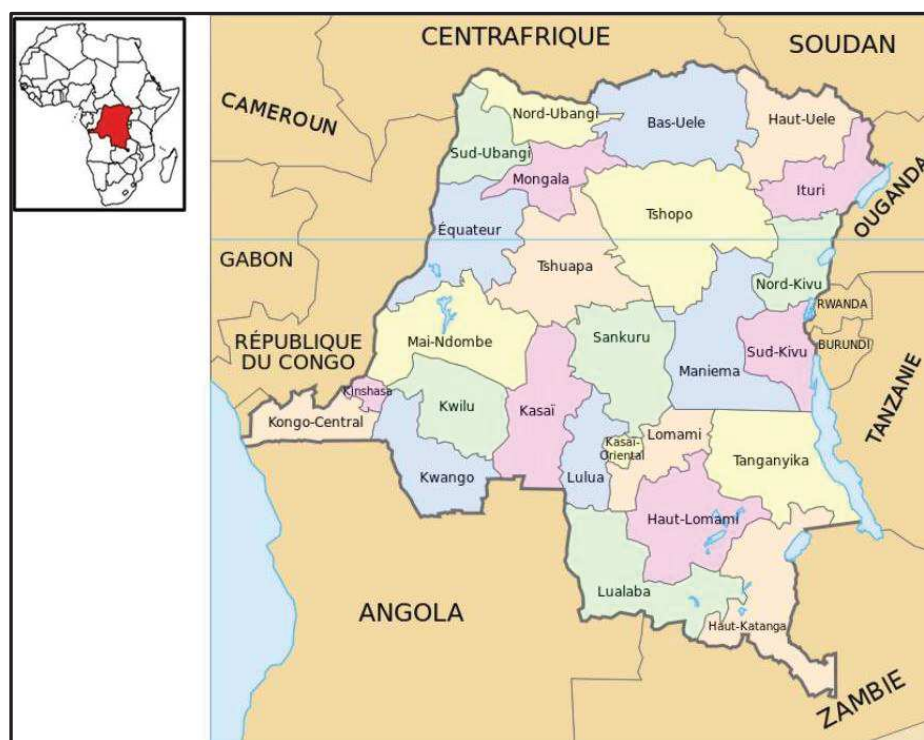 CENTRAFRIQUE
SOUDAN
CAMEROUN
Nord-Ubangi
Bas-Uele
Haut-Uele
Sud-Ubangi
Mongala
Ituri
OUGANDA
Tshopo
Équateur
GABON
Tshuapa
Nord-Kivu
RWANDA
RÉPUBLIQUE
DU CONGO
Mai-Ndombe
Sankuru
Maniema
Sud-Kivu
BURUNDI
Kinshasa
Kwilu
Kasaï
TANZANIE
Kongo-Central
Lomami
Kasaï-
Oriental
Tanganyika
Kwango
Lulua
Haut-Lomami
Lualaba
ANGOLA
Haut-Katanga
ZAMBIE